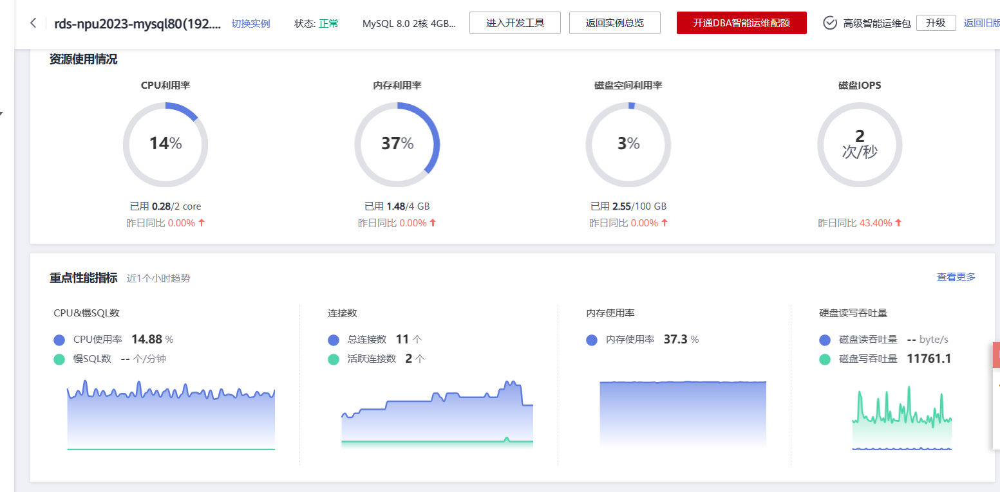 rds-npu2023-mysql80(192.... 切换实例 状态: 正常 MySQL 8.0 2核 4GB... 进入开发工具 返回实例总览 开通DBA智能运维配额 高级智能运维包 升级 返回旧版
资源使用情况
CPU利用率 内存利用率 磁盘空间利用率 磁盘IOPS
14% 37% 3% 2
次/秒
已用 0.28/2 core 已用 1.48/4 GB 已用 2.55/100 GB
昨日同比 0.00% 昨日同比 0.00% 昨日同比 0.00% 昨日同比 43.40%
重点性能指标 近1个小时趋势 查看更多
CPU&慢SQL数 连接数 内存使用率 硬盘读写吞吐量
CPU使用率 14.88 % 总连接数 11 个 内存使用率 37.3 % 磁盘读吞吐量 -- byte/s
慢SQL数 -- 个/分钟 活跃连接数 2 个 磁盘写吞吐量 11761.1